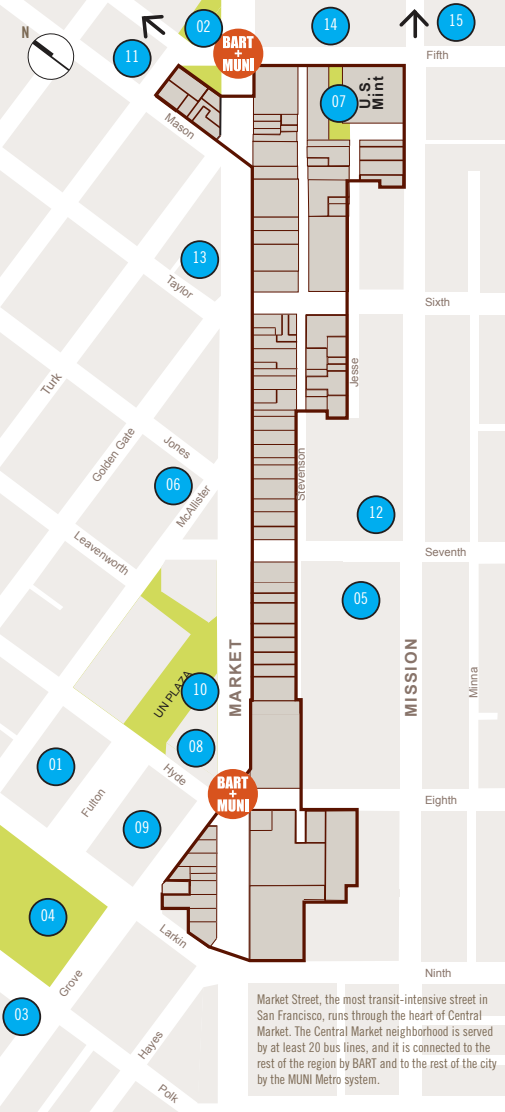 N
02
14
15
11
BART
+
MUNI
Fifth
07
U.S.
Mint
Mason
13
Taylor
Sixth
Turk
Jesse
Golden Gate
Jones
Stevenson
06
McAllister
12
Leavenworth
Seventh
05
MARKET
MISSION
UN PLAZA
10
Minna
08
01
Hyde
BART
+
MUNI
Fulton
Eighth
09
04
Larkin
Grove
Ninth
03
Hayes
Polk
Market Street, the most transit-intensive street in
San Francisco, runs through the heart of Central
Market. The Central Market neighborhood is served
by at least 20 bus lines, and it is connected to the
rest of the region by BART and to the rest of the city
by the MUNI Metro system.